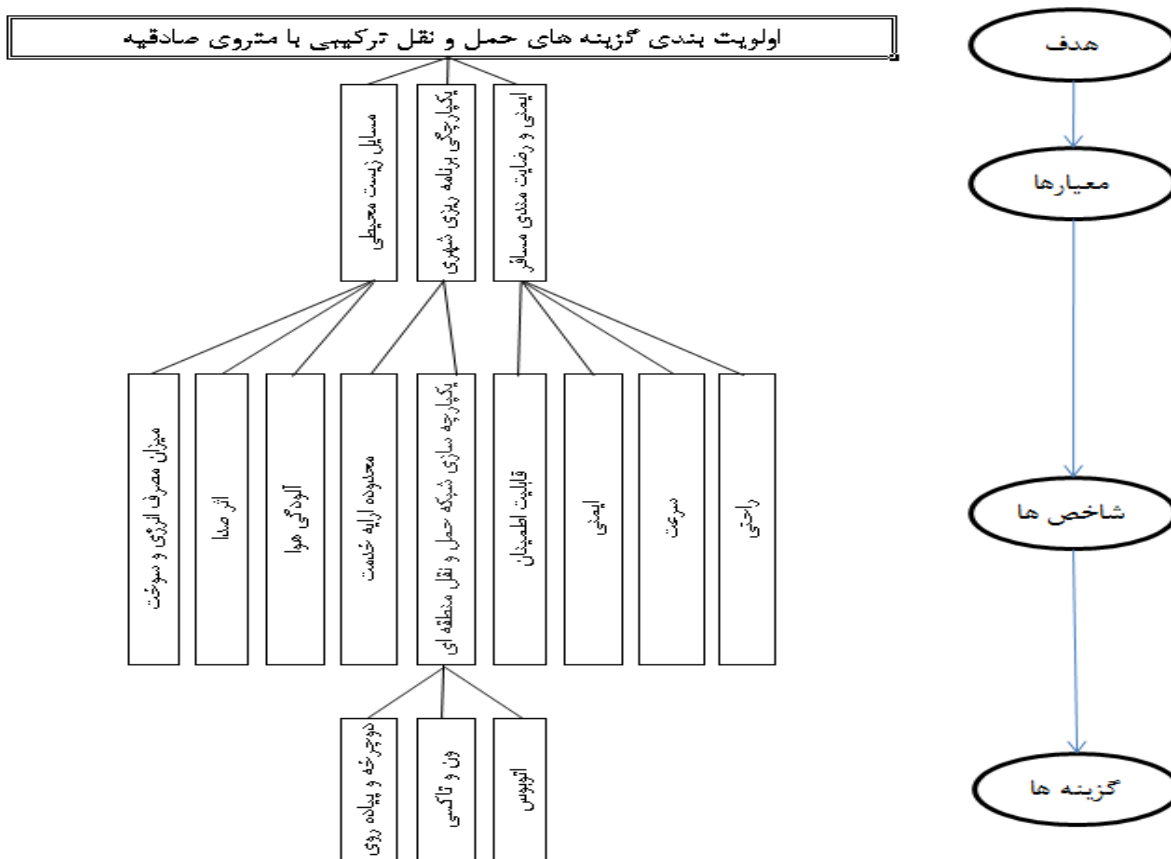 اولویت بندی گزینه های حمل و نقل ترکیبی با متروی صادقیه
هدف
ایمنی و رضایت مندی مسافر
یکپارچگی برنامه ریزی شهری
مسایل زیست محیطی
معیارها
راحتی
سرعت
ایمنی
قابلیت اطمینان
یکپارچه سازی شبکه حمل و نقل منطقه ای
محدوده ارایه خدمت
آلودگی هوا
اثر صدا
میزان مصرف انرژی و سوخت
شاخص ها
اتوبوس
ون و تاکسی
دوچرخه و پیاده روی
گزینه ها